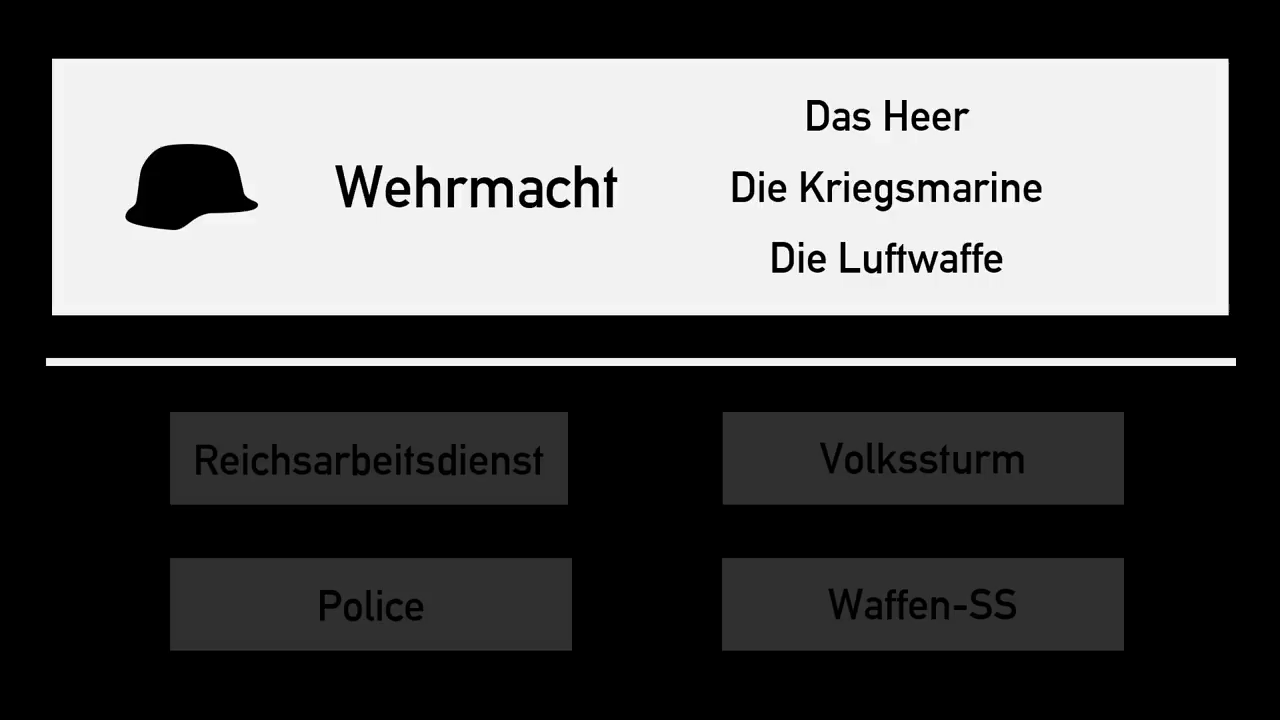 Wehrmacht
Das Heer
Die Kriegsmarine
Die Luftwaffe
Reichsarbeitsdienst
Volkssturm
Police
Waffen-SS